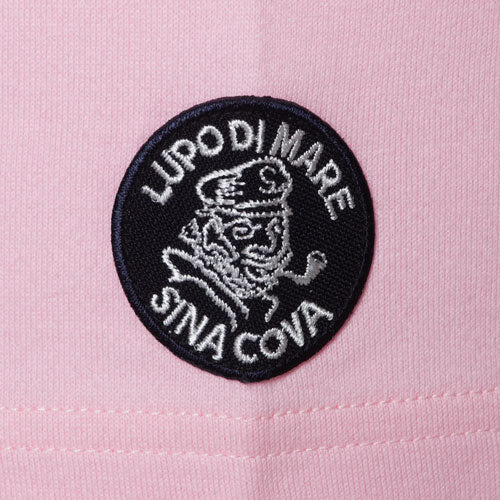 LUPO DI MARE
SINA COVA